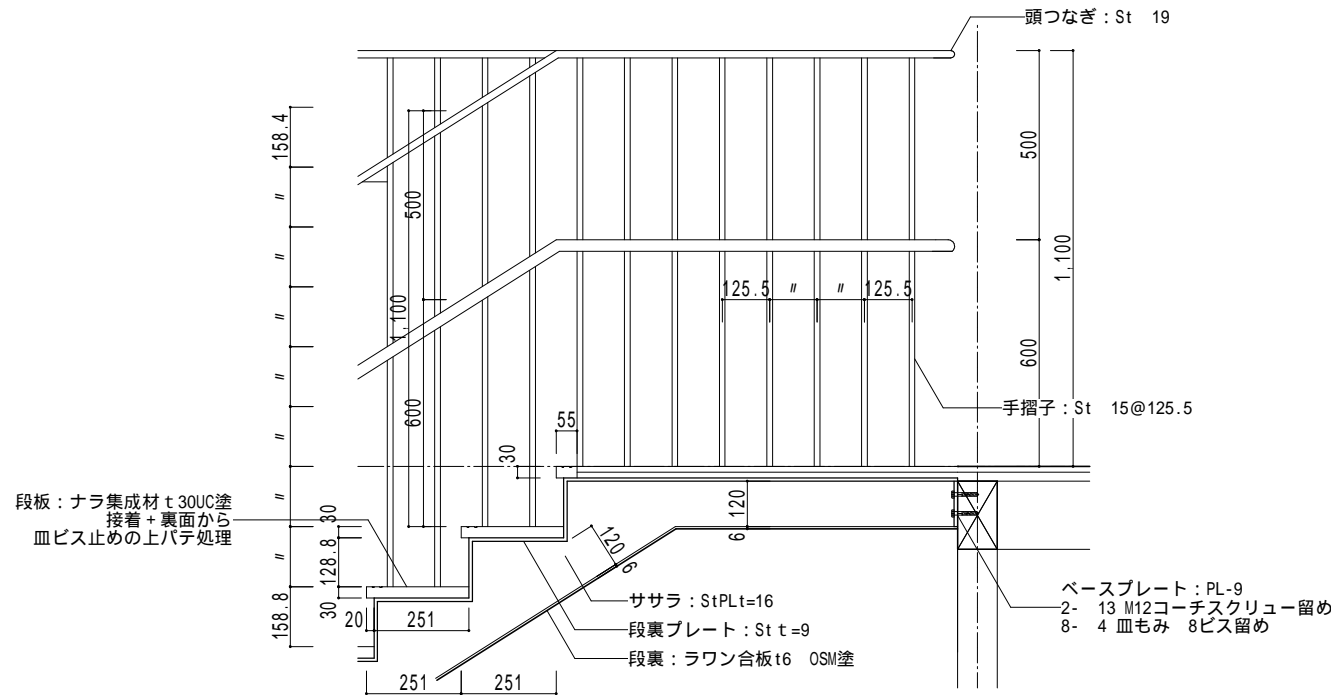 頭つなぎ：St 19
158.4
〃
〃
〃
〃
〃
〃
〃
158.8
500
1,100
600
500
1,100
600
125.5
〃
〃
125.5
手摺子：St 15@125.5
55
30
段板：ナラ集成材ｔ30UC塗
接着＋裏面から
皿ビス止めの上パテ処理
30
128.8
30
20
251
120
6
120
6
ササラ：StPLt=16
段裏プレート：Stｔ=9
段裏：ラワン合板t6 OSM塗
251
251
ベースプレート：PL-9
2- 13 M12コーチスクリュー留め
8- 4 皿もみ 8ビス留め